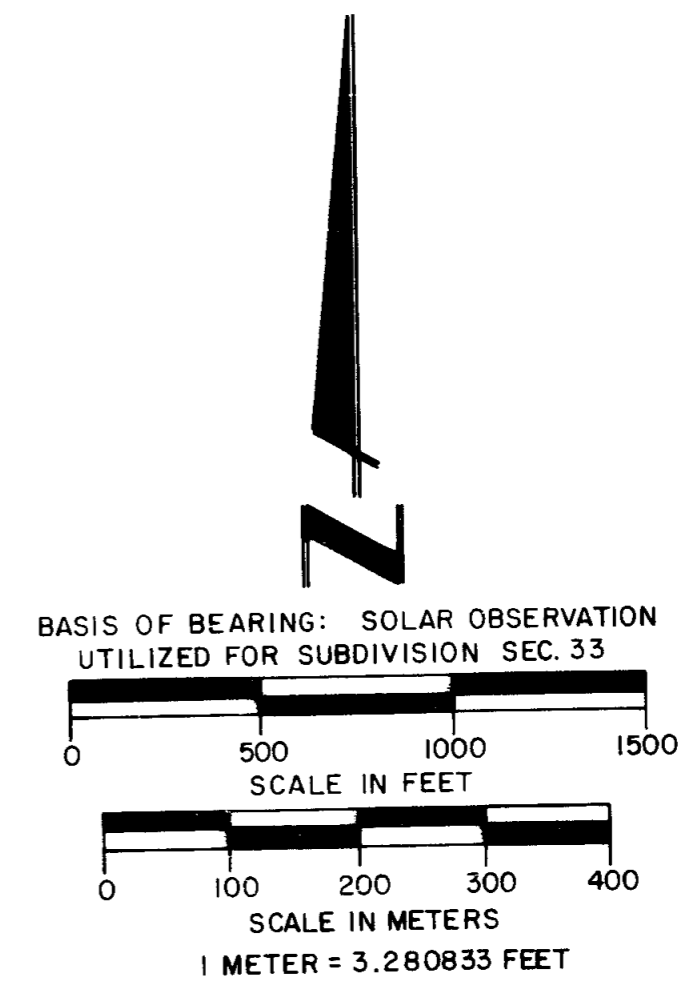 N
BASIS OF BEARING: SOLAR OBSERVATION
UTILIZED FOR SUBDIVISION SEC. 33
0 500 1000 1500
SCALE IN FEET
0 100 200 300 400
SCALE IN METERS
1 METER = 3.280833 FEET